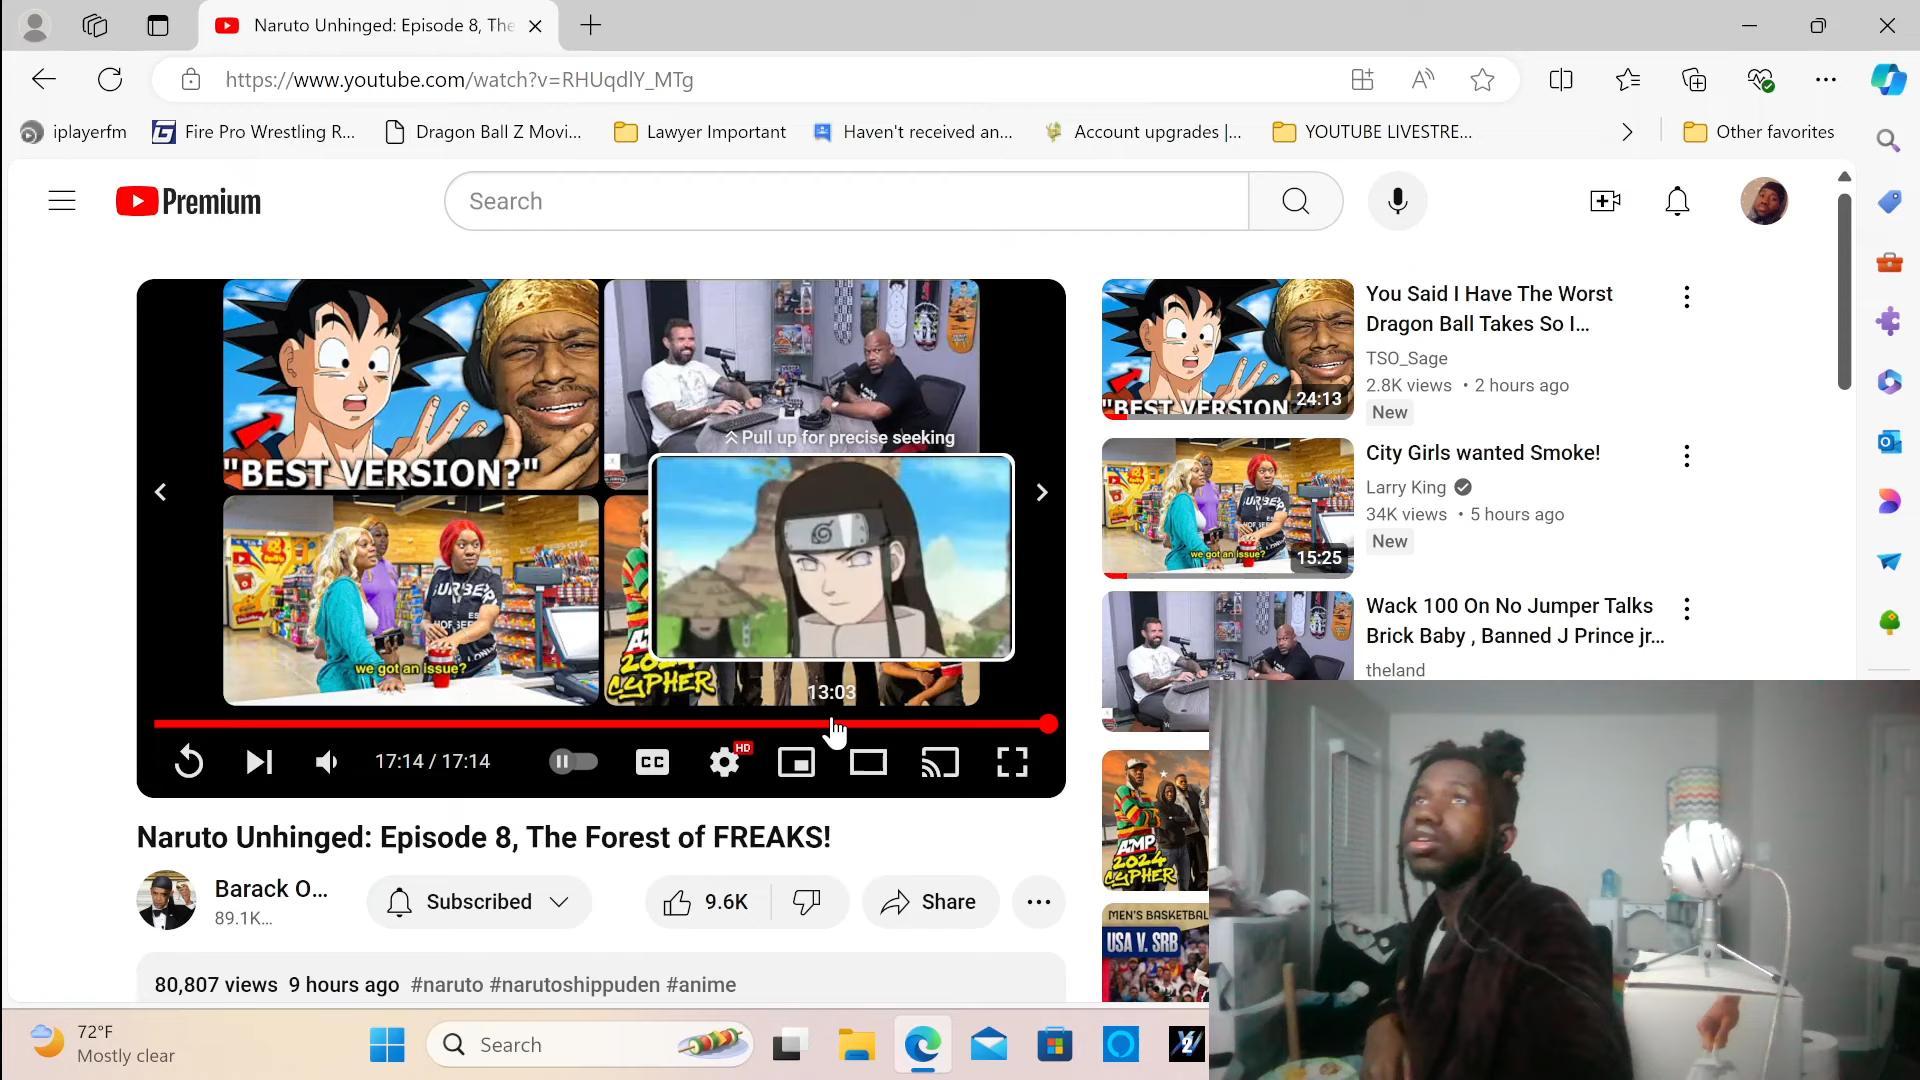 Naruto Unhinged: Episode 8, The
https://www.youtube.com/watch?v=RHUqdlY_MTg
iplayerfm
Fire Pro Wrestling R...
Dragon Ball Z Movi...
Lawyer Important
Haven't received an...
Account upgrades |...
YOUTUBE LIVESTRE...
Other favorites
Premium
Search
"BEST VERSION?"
Pull up for precise seeking
we got an issue?
CYPHER
13:03
17:14 / 17:14
CC
HD
Naruto Unhinged: Episode 8, The Forest of FREAKS!
Barack O...
89.1K...
Subscribed
9.6K
Share
80,807 views 9 hours ago #naruto #narutoshippuden #anime
"BEST VERSION
24:13
You Said I Have The Worst
Dragon Ball Takes So I...
TSO_Sage
2.8K views • 2 hours ago
New
we got an issue?
15:25
City Girls wanted Smoke!
Larry King
34K views • 5 hours ago
New
Wack 100 On No Jumper Talks
Brick Baby , Banned J Prince jr...
theland
AMP
2024
CYPHER
MEN'S BASKETBAL
USA V. SRB
72°F
Mostly clear
Search